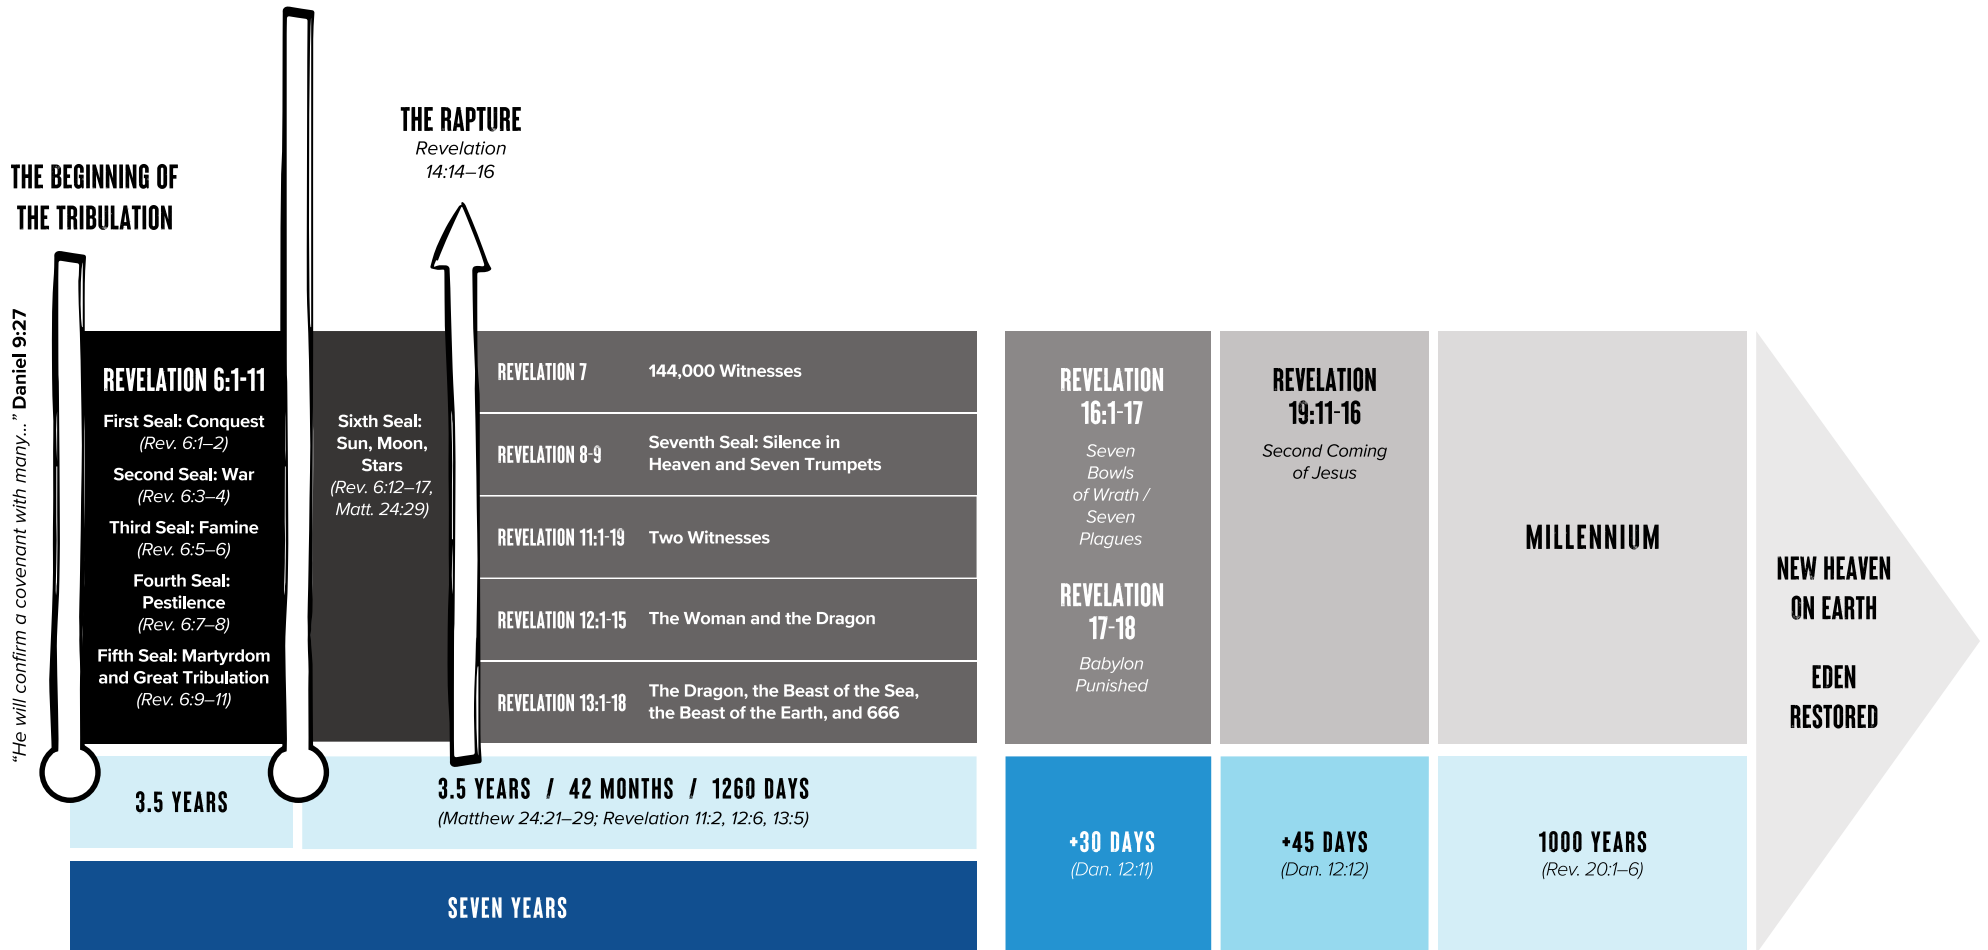 THE BEGINNING OF
THE TRIBULATION
"He will confirm a covenant with many..." Daniel 9:27
THE RAPTURE
Revelation
14:14–16
REVELATION 6:1-11
First Seal: Conquest
(Rev. 6:1–2)
Second Seal: War
(Rev. 6:3–4)
Third Seal: Famine
(Rev. 6:5–6)
Fourth Seal:
Pestilence
(Rev. 6:7–8)
Fifth Seal: Martyrdom
and Great Tribulation
(Rev. 6:9–11)
Sixth Seal:
Sun, Moon,
Stars
(Rev. 6:12–17,
Matt. 24:29)
REVELATION 7 144,000 Witnesses
REVELATION 8-9 Seventh Seal: Silence in
Heaven and Seven Trumpets
REVELATION 11:1-19 Two Witnesses
REVELATION 12:1-15 The Woman and the Dragon
REVELATION 13:1-18 The Dragon, the Beast of the Sea,
the Beast of the Earth, and 666
REVELATION
16:1-17
Seven
Bowls
of Wrath /
Seven
Plagues
REVELATION
17-18
Babylon
Punished
REVELATION
19:11-16
Second Coming
of Jesus
MILLENNIUM
NEW HEAVEN
ON EARTH
EDEN
RESTORED
3.5 YEARS
3.5 YEARS / 42 MONTHS / 1260 DAYS
(Matthew 24:21–29; Revelation 11:2, 12:6, 13:5)
+30 DAYS
(Dan. 12:11)
+45 DAYS
(Dan. 12:12)
1000 YEARS
(Rev. 20:1–6)
SEVEN YEARS